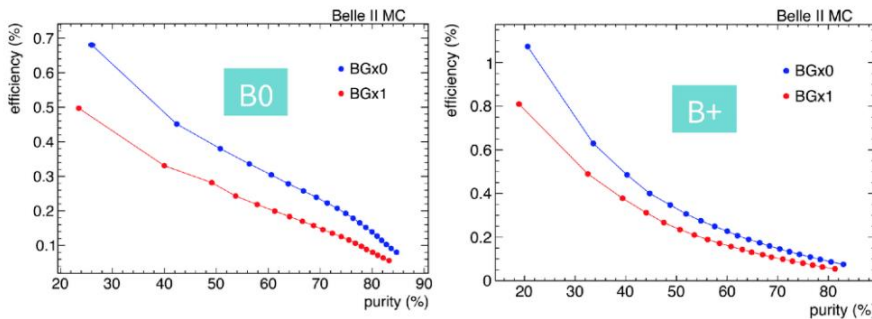 Belle II MC
efficiency (%)
0.7
0.6
0.5
0.4
0.3
0.2
0.1
B0
BGx0
BGx1
20 30 40 50 60 70 80 90
purity (%)
Belle II MC
efficiency (%)
1
0.8
0.6
0.4
0.2
0
B+
BGx0
BGx1
20 30 40 50 60 70 80
purity (%)